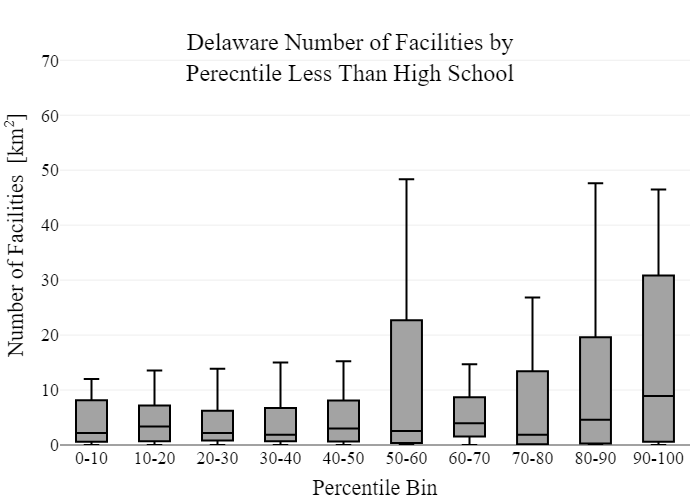 Delaware Number of Facilities by
Perecntile Less Than High School
Number of Facilities [km²]
70
60
50
40
30
20
10
0
0-10 10-20 20-30 30-40 40-50 50-60 60-70 70-80 80-90 90-100
Percentile Bin